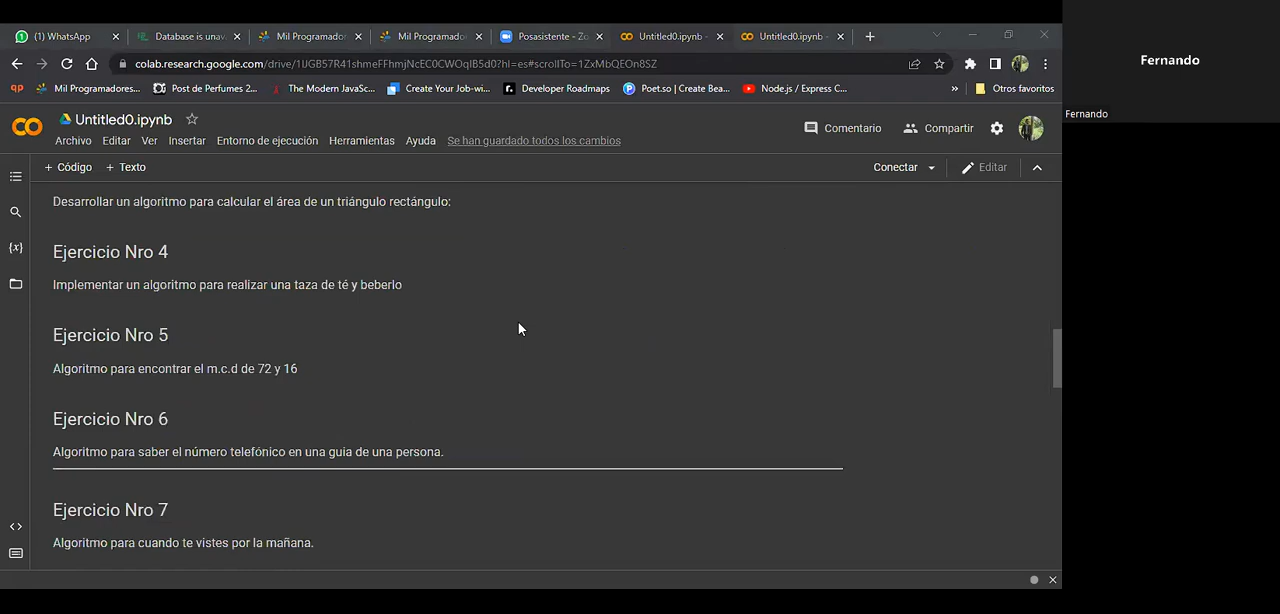 (1) WhatsApp
Database is unav
Mil Programador
Mil Programado
Posasistente - Zo
Untitled0.ipynb -
Untitled0.ipynb -
colab.research.google.com/drive/
?hl=es#scrollTo=1ZxMbQEOn8SZ
Mil Programadores...
Post de Perfumes 2...
The Modern JavaSc...
Create Your Job-wi...
Developer Roadmaps
Poet.so | Create Bea...
Node.js / Express C...
»
Otros favoritos
Untitled0.ipynb
Archivo Editar Ver Insertar Entorno de ejecución Herramientas Ayuda Se han guardado todos los cambios
Comentario
Compartir
+ Código + Texto
Conectar
Editar
Desarrollar un algoritmo para calcular el área de un triángulo rectángulo:
Ejercicio Nro 4
Implementar un algoritmo para realizar una taza de té y beberlo
Ejercicio Nro 5
Algoritmo para encontrar el m.c.d de 72 y 16
Ejercicio Nro 6
Algoritmo para saber el número telefónico en una guia de una persona.
Ejercicio Nro 7
Algoritmo para cuando te vistes por la mañana.
Fernando
Fernando